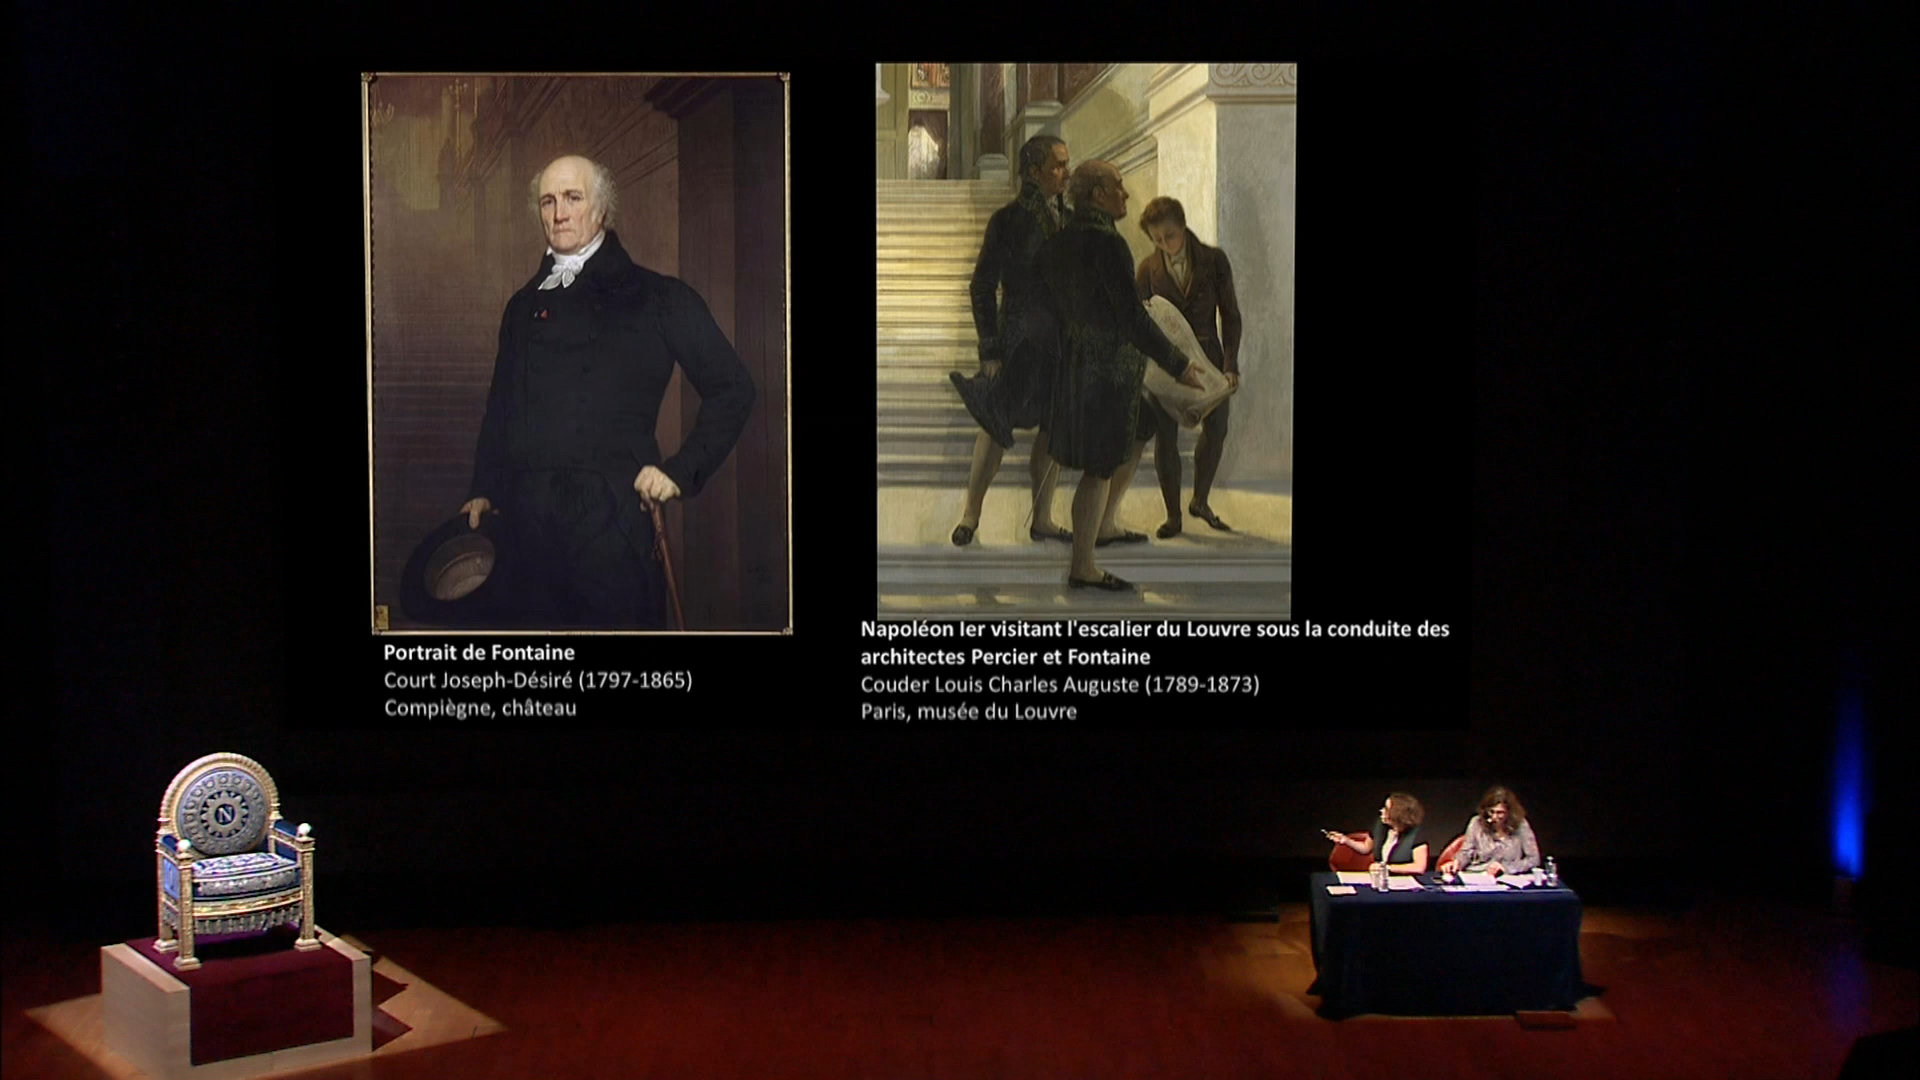 Portrait de Fontaine
Court Joseph-Désiré (1797-1865)
Compiègne, château
Napoléon Ier visitant l'escalier du Louvre sous la conduite des
architectes Percier et Fontaine
Couder Louis Charles Auguste (1789-1873)
Paris, musée du Louvre
N